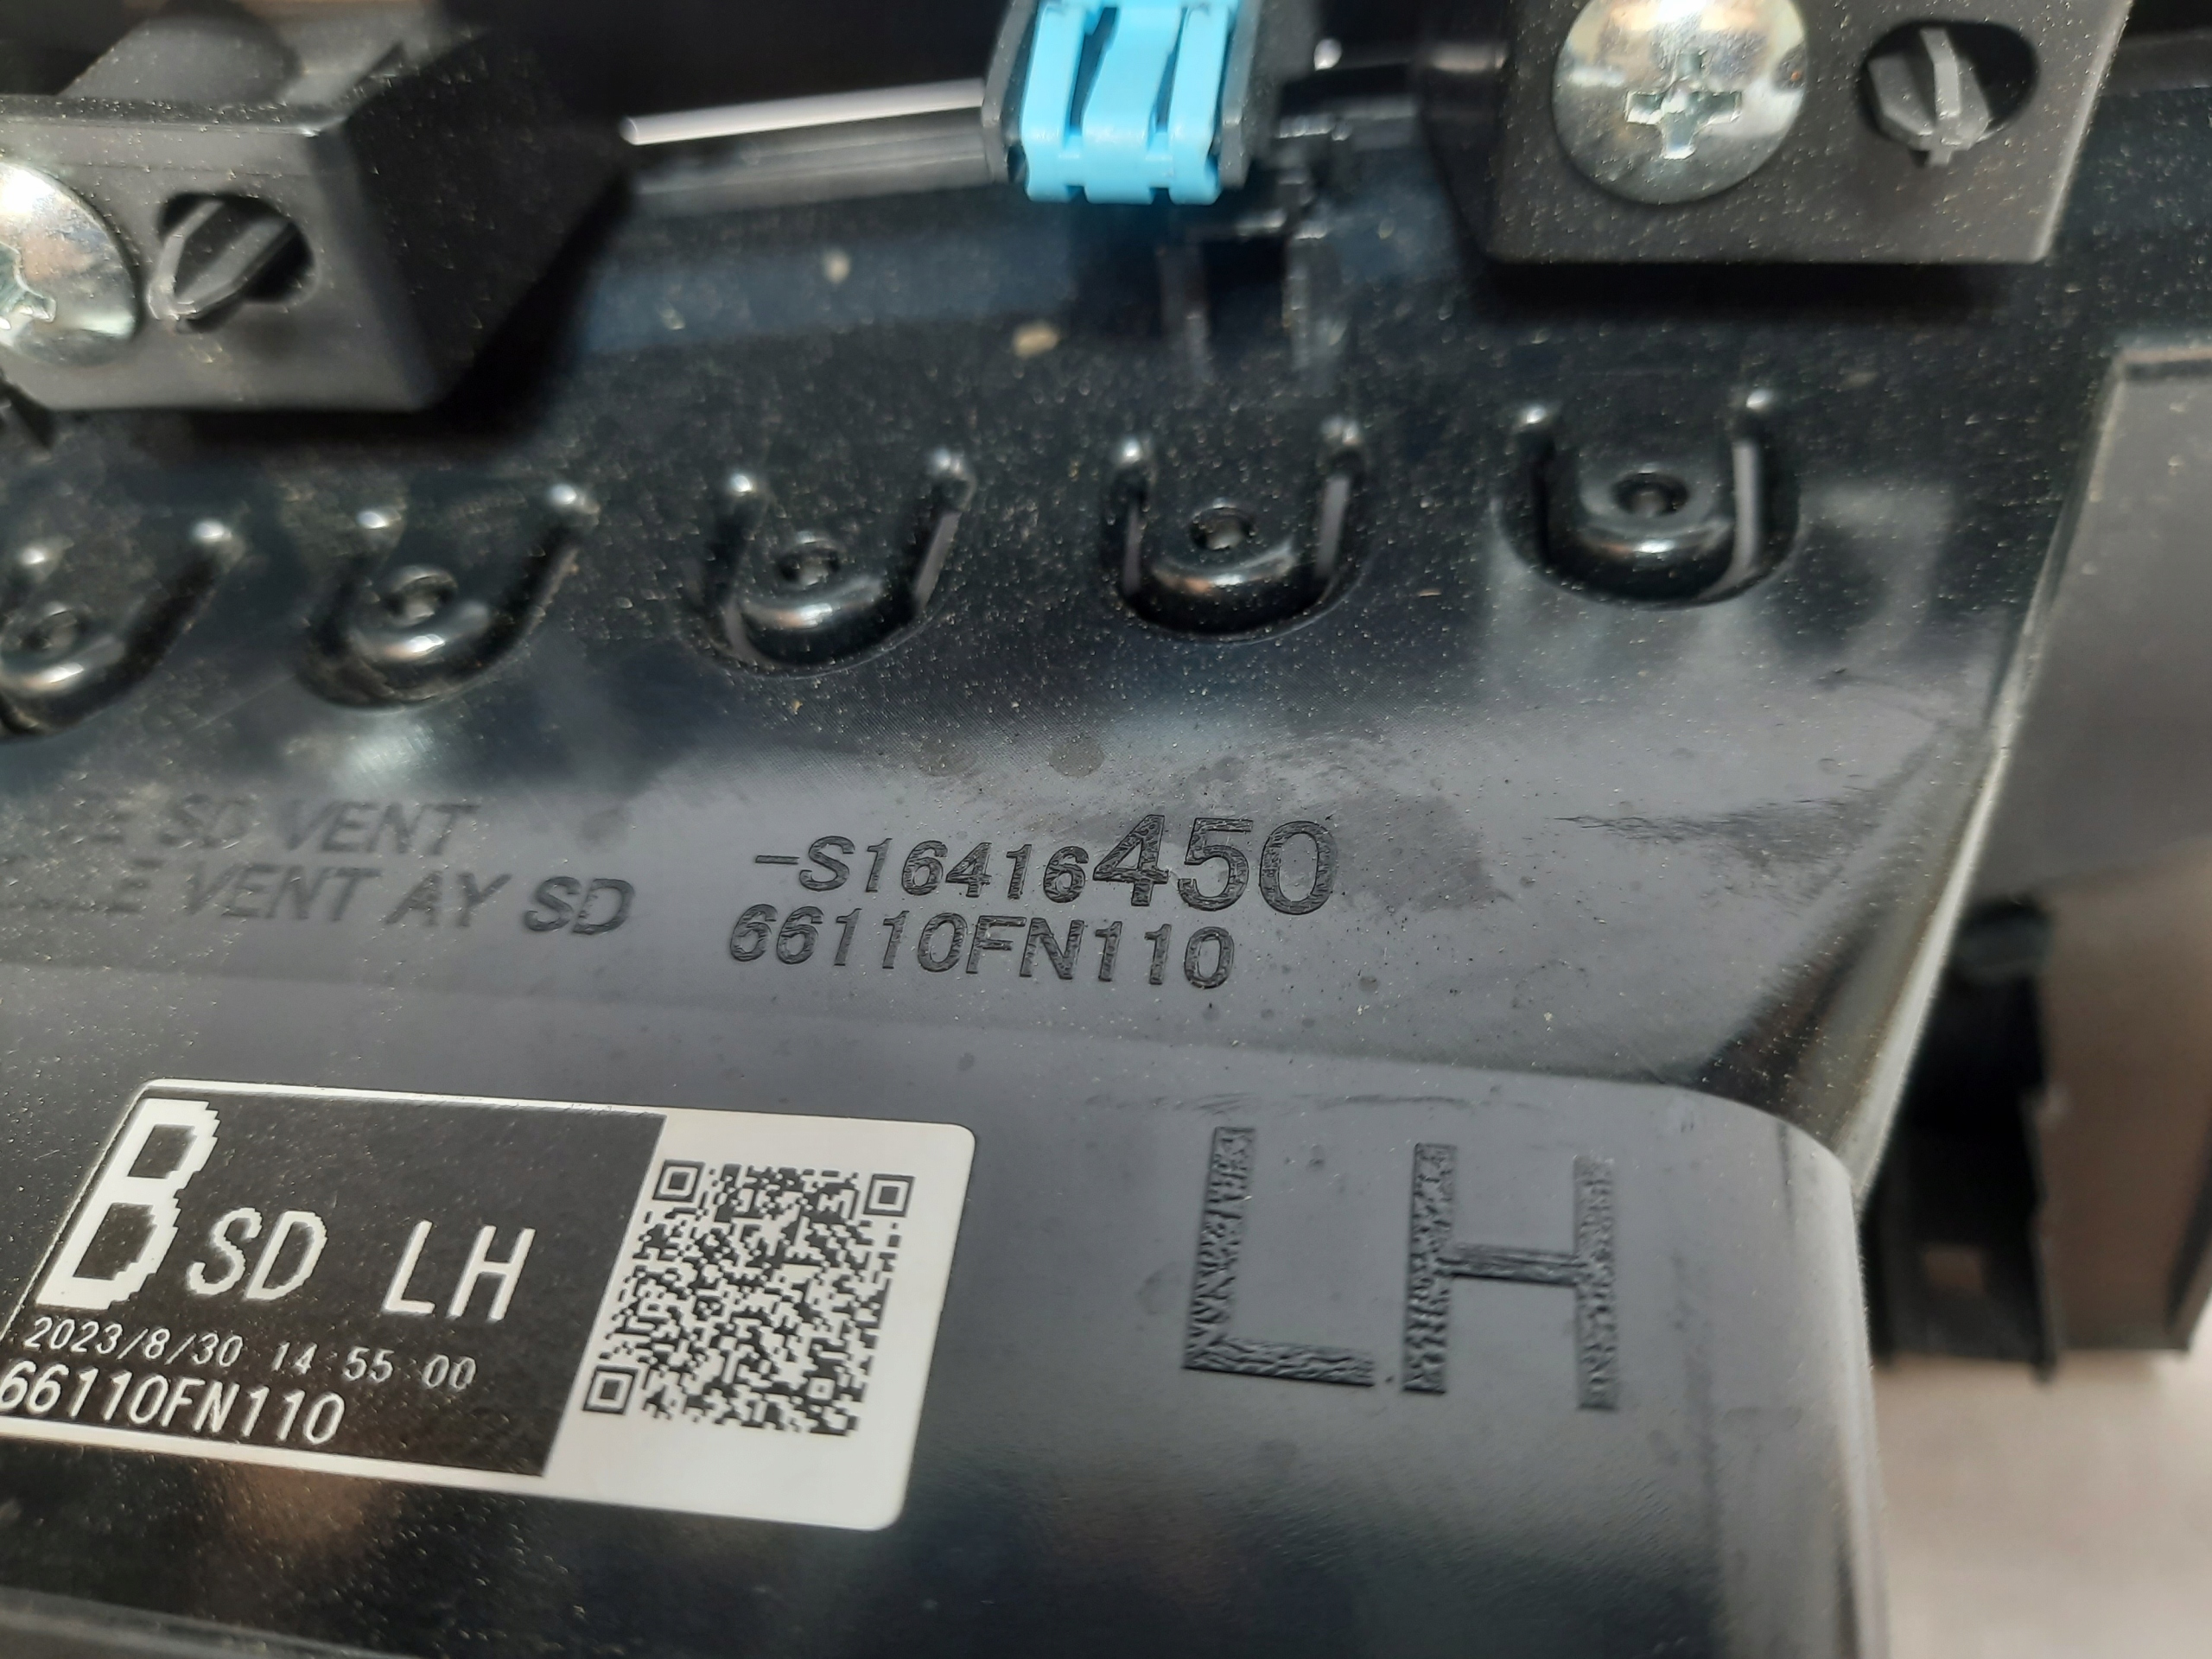 SD VENT -S16416450
VENT AY SD 66110FN110
B SD LH
2023/8/30 14 55 00
66110FN110
LH